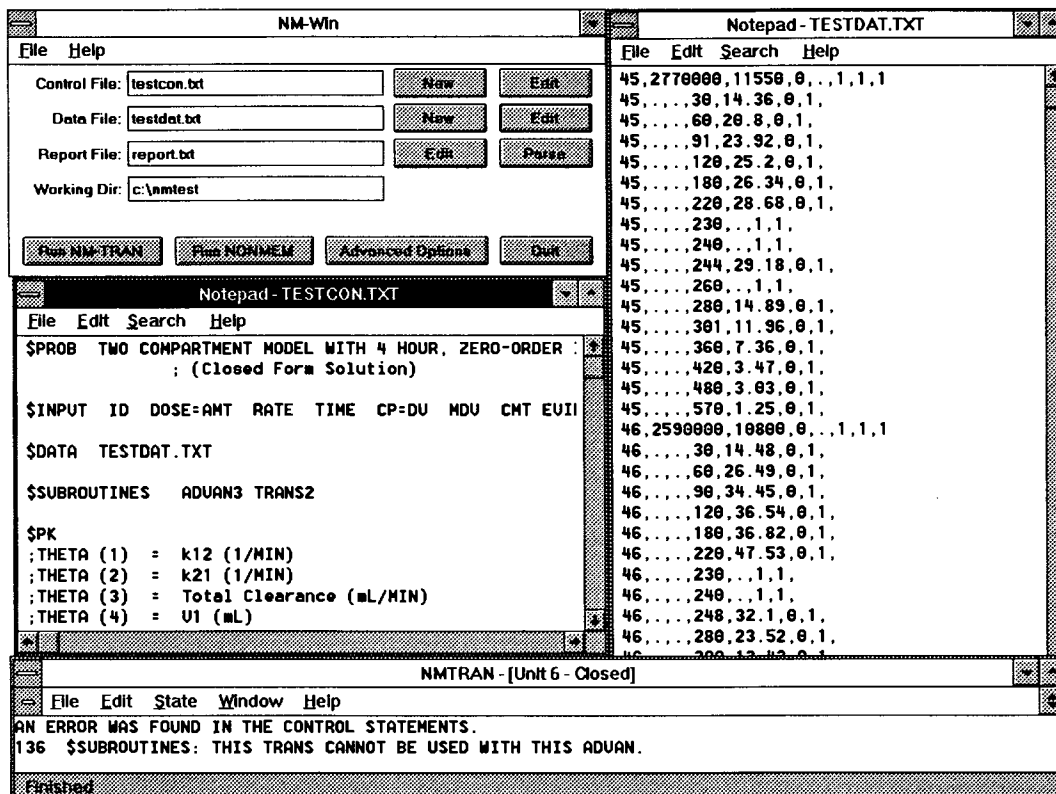 NM-Win
File Help
Control File: testcon.txt New Edit
Data File: testdat.txt New Edit
Report File: report.txt Edit Parse
Working Dir: c:\nmtest
Run NM-TRAN Run NONMEM Advanced Options Quit
Notepad - TESTCON.TXT
File Edit Search Help
$PROB TWO COMPARTMENT MODEL WITH 4 HOUR, ZERO-ORDER
; (Closed Form Solution)
$INPUT ID DOSE=AMT RATE TIME CP=DV MDV CMT EVI
$DATA TESTDAT.TXT
$SUBROUTINES ADVAN3 TRANS2
$PK
;THETA (1) = k12 (1/MIN)
;THETA (2) = k21 (1/MIN)
;THETA (3) = Total Clearance (mL/MIN)
;THETA (4) = V1 (mL)
Notepad - TESTDAT.TXT
File Edit Search Help
45,2770000,11550,0,.,1,1,1
45,.,.,30,14.36,0,1,
45,.,.,60,20.8,0,1,
45,.,.,91,23.92,0,1,
45,.,.,120,25.2,0,1,
45,.,.,180,26.34,0,1,
45,.,.,220,28.68,0,1,
45,.,.,230,.,1,1,
45,.,.,240,.,1,1,
45,.,.,244,29.18,0,1,
45,.,.,260,.,1,1,
45,.,.,280,14.89,0,1,
45,.,.,301,11.96,0,1,
45,.,.,360,7.36,0,1,
45,.,.,420,3.47,0,1,
45,.,.,480,3.03,0,1,
45,.,.,570,1.25,0,1,
46,2590000,10800,0,.,1,1,1
46,.,.,30,14.48,0,1,
46,.,.,60,26.49,0,1,
46,.,.,90,34.45,0,1,
46,.,.,120,36.54,0,1,
46,.,.,180,36.82,0,1,
46,.,.,220,47.53,0,1,
46,.,.,230,.,1,1,
46,.,.,240,.,1,1,
46,.,.,248,32.1,0,1,
46,.,.,280,23.52,0,1,
NMTRAN - [Unit 6 - Closed]
File Edit State Window Help
AN ERROR WAS FOUND IN THE CONTROL STATEMENTS.
136 $SUBROUTINES: THIS TRANS CANNOT BE USED WITH THIS ADVAN.
Finished